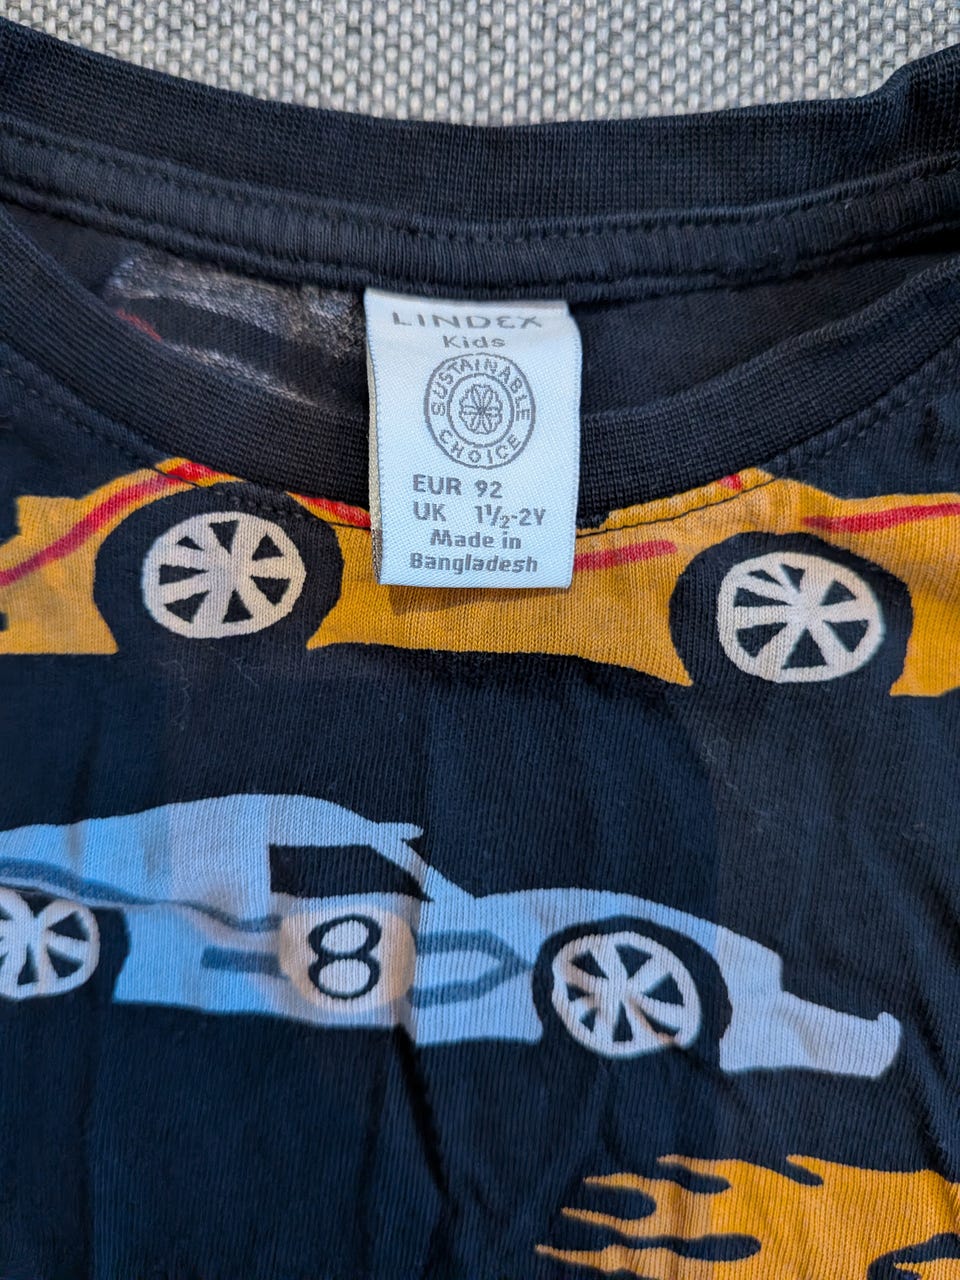 LINDEX
Kids
SUSTAINABLE
CHOICE
EUR 92
UK 1½-2Y
Made in
Bangladesh
8